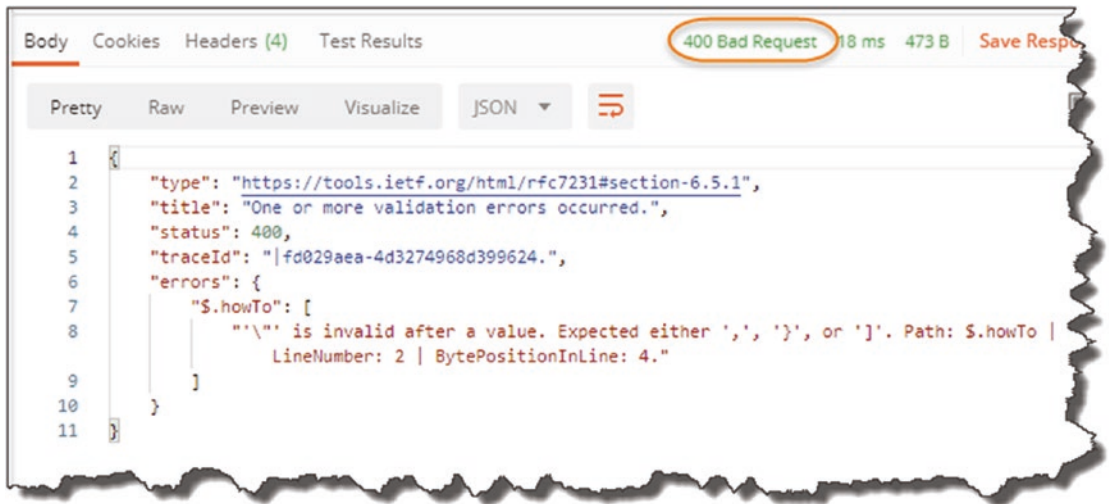 Body Cookies Headers (4) Test Results 400 Bad Request 18 ms 473 B Save
Pretty Raw Preview Visualize JSON
1 {
2 "type": "https://tools.ietf.org/html/rfc7231#section-6.5.1",
3 "title": "One or more validation errors occurred.",
4 "status": 400,
5 "traceId": "|fd029aea-4d3274968d399624.",
6 "errors": {
7 "$.howTo": [
8 "'\"' is invalid after a value. Expected either ',', '}', or ']'. Path: $.howTo |
LineNumber: 2 | BytePositionInLine: 4."
9 ]
10 }
11 }